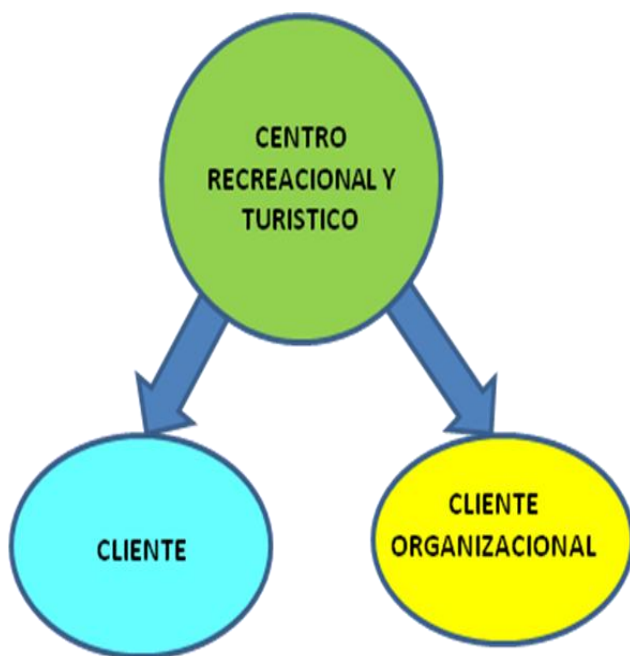 CENTRO
RECREACIONAL Y
TURISTICO
CLIENTE
CLIENTE
ORGANIZACIONAL